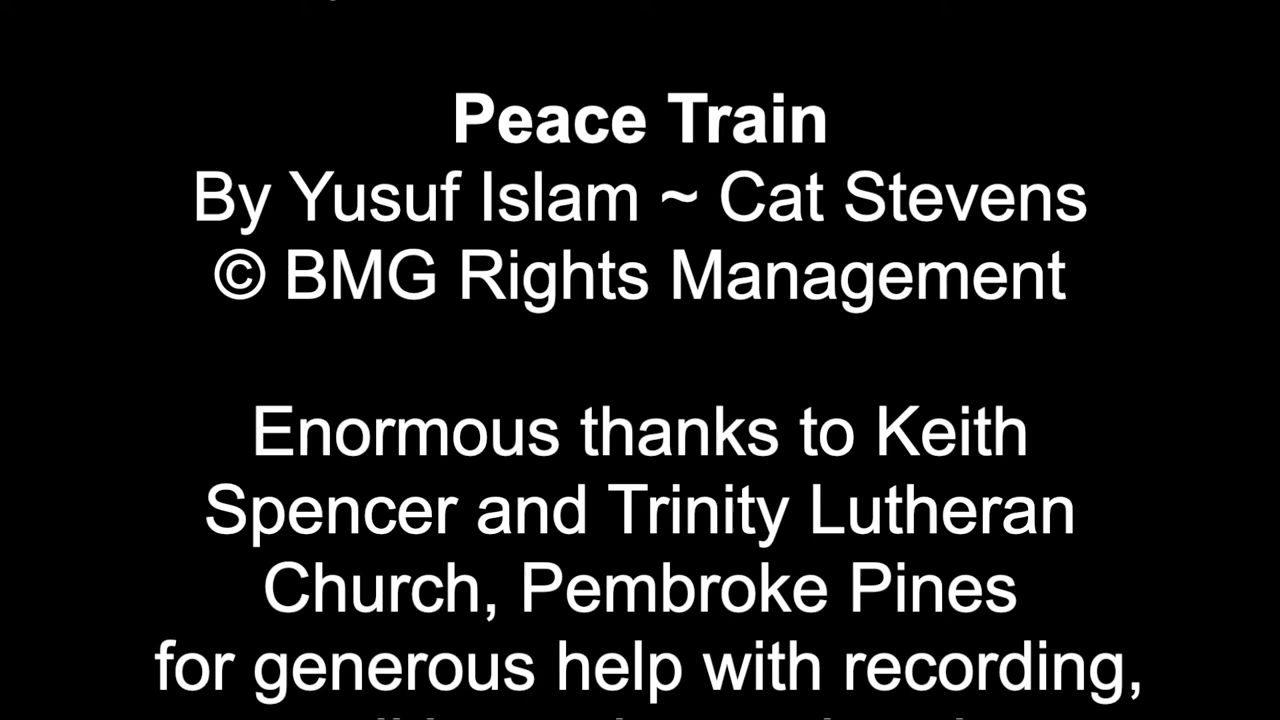 Peace Train
By Yusuf Islam ~ Cat Stevens
© BMG Rights Management
Enormous thanks to Keith
Spencer and Trinity Lutheran
Church, Pembroke Pines
for generous help with recording,